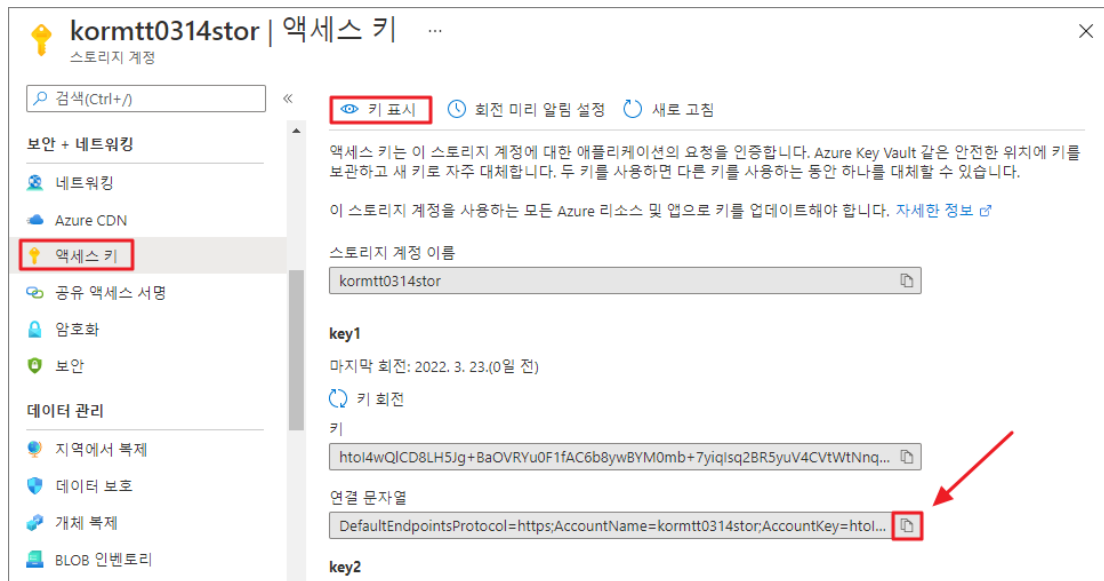 kormtt0314stor | 액세스 키 ...
스토리지 계정
검색(Ctrl+/)
보안 + 네트워킹
네트워킹
Azure CDN
액세스 키
공유 액세스 서명
암호화
보안
데이터 관리
지역에서 복제
데이터 보호
개체 복제
BLOB 인벤토리
키 표시 회전 미리 알림 설정 새로 고침
액세스 키는 이 스토리지 계정에 대한 애플리케이션의 요청을 인증합니다. Azure Key Vault 같은 안전한 위치에 키를
보관하고 새 키로 자주 대체합니다. 두 키를 사용하면 다른 키를 사용하는 동안 하나를 대체할 수 있습니다.
이 스토리지 계정을 사용하는 모든 Azure 리소스 및 앱으로 키를 업데이트해야 합니다. 자세한 정보
스토리지 계정 이름
kormtt0314stor
key1
마지막 회전: 2022. 3. 23.(0일 전)
키 회전
키
htoI4wQlCD8LH5Jg+BaOVRYu0F1fAC6b8ywBYM0mb+7yiqIsq2BR5yuV4CVtWtNnq...
연결 문자열
DefaultEndpointsProtocol=https;AccountName=kormtt0314stor;AccountKey=htoI...
key2